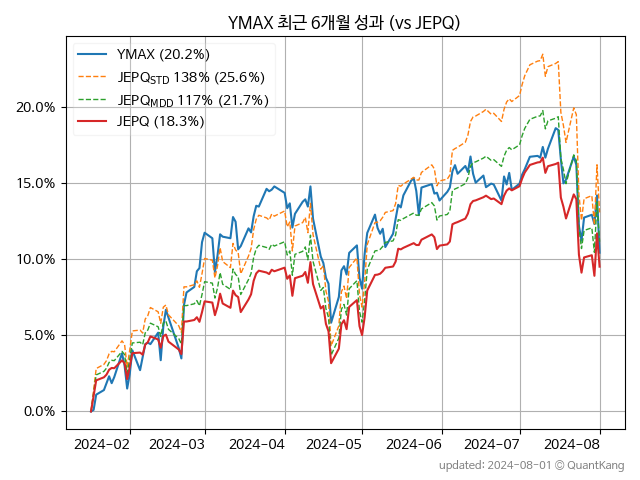 YMAX 최근 6개월 성과 (vs JEPQ)
YMAX (20.2%)
JEPQSTD 138% (25.6%)
JEPQMDD 117% (21.7%)
JEPQ (18.3%)
20.0%
15.0%
10.0%
5.0%
0.0%
2024-02 2024-03 2024-04 2024-05 2024-06 2024-07 2024-08
updated: 2024-08-01 © QuantKang